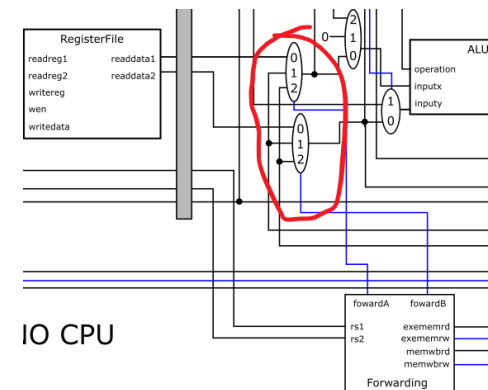 RegisterFile
readreg1 readdata1
readreg2 readdata2
writereg
wen
writedata
0
1
2
0
1
2
2
1
0
0
1
0
ALU
operation
inputx
inputy
IO CPU
fowardA fowardB
rs1 exememrd
rs2 exememrw
memwbrd
memwbrw
Forwarding